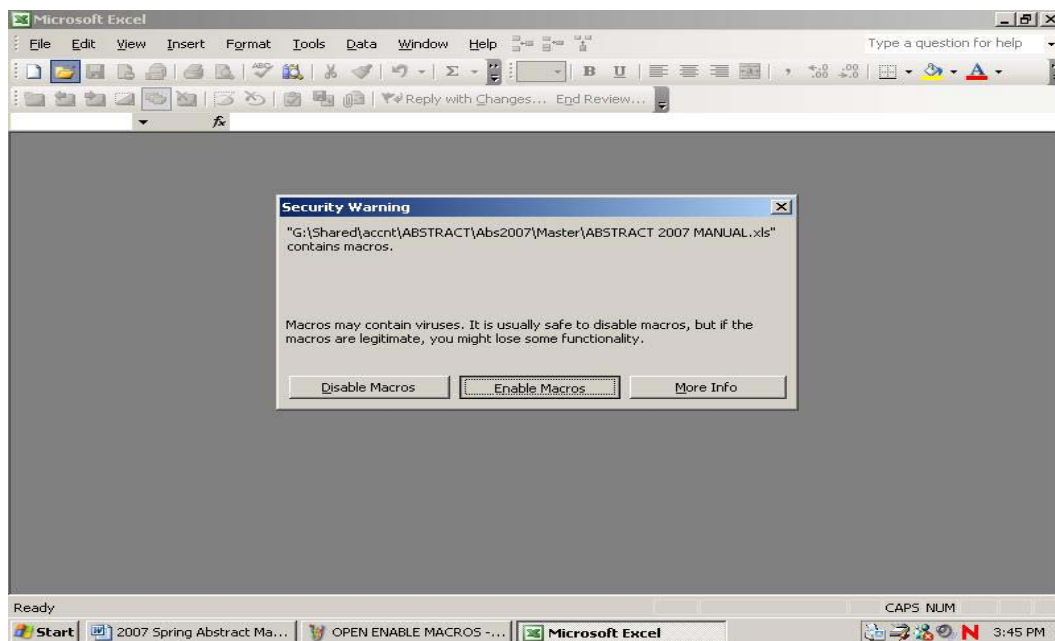 Microsoft Excel
File Edit View Insert Format Tools Data Window Help Type a question for help
ABC Σ B U , .00
Reply with Changes... End Review...
fx
Security Warning
"G:\Shared\accnt\ABSTRACT\Abs2007\Master\ABSTRACT 2007 MANUAL.xls"
contains macros.
Macros may contain viruses. It is usually safe to disable macros, but if the
macros are legitimate, you might lose some functionality.
Disable Macros Enable Macros More Info
Ready CAPS NUM
Start 2007 Spring Abstract Ma... OPEN ENABLE MACROS -... Microsoft Excel N 3:45 PM